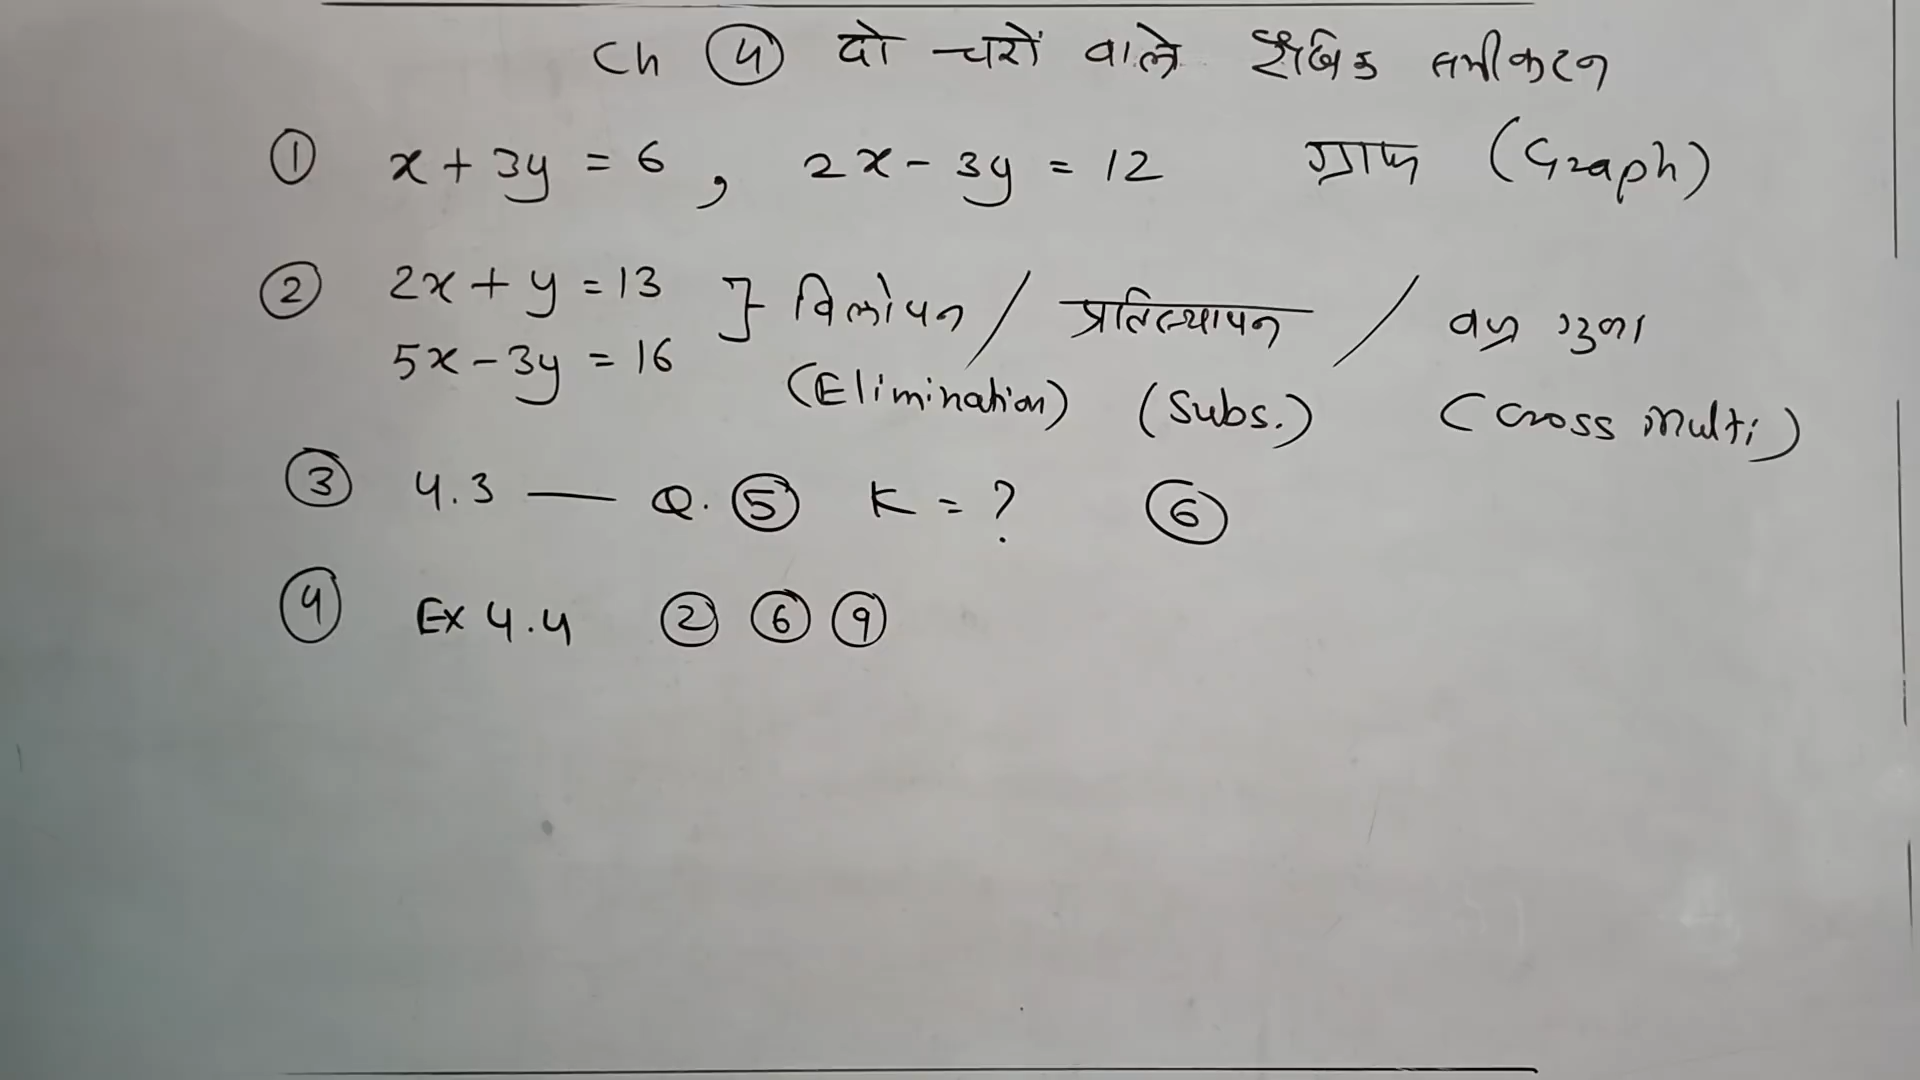 Ch ④ दो चरों वाले रैखिक समीकरण
① x + 3y = 6 , 2x - 3y = 12 ग्राफ (Graph)
② 2x + y = 13 } विलोपन / प्रतिस्थापन / वज्र गुणा
5x - 3y = 16 (Elimination) (Subs.) (Cross Multi)
③ 4.3 — Q. ⑤ K = ? ⑥
④ Ex 4.4 ② ⑥ ⑨